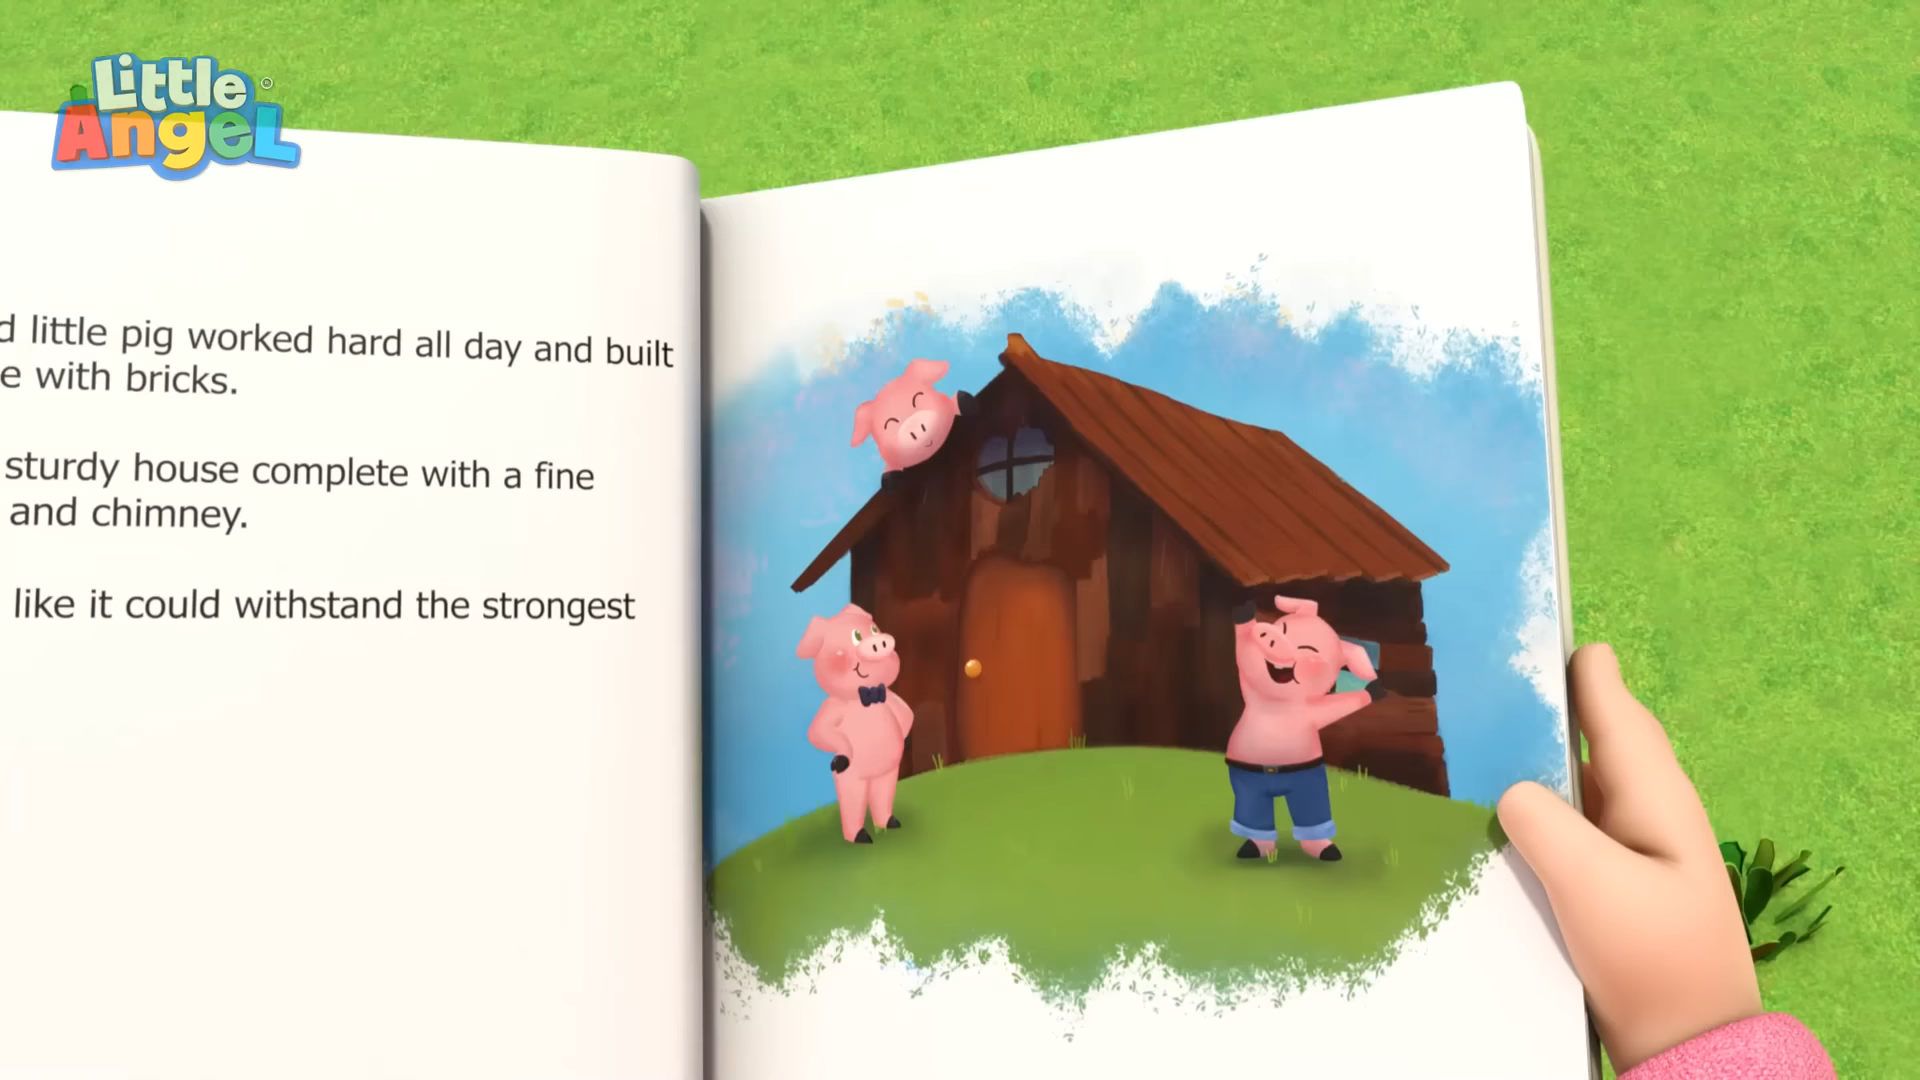 Little
Angel
d little pig worked hard all day and built
e with bricks.
sturdy house complete with a fine
and chimney.
like it could withstand the strongest